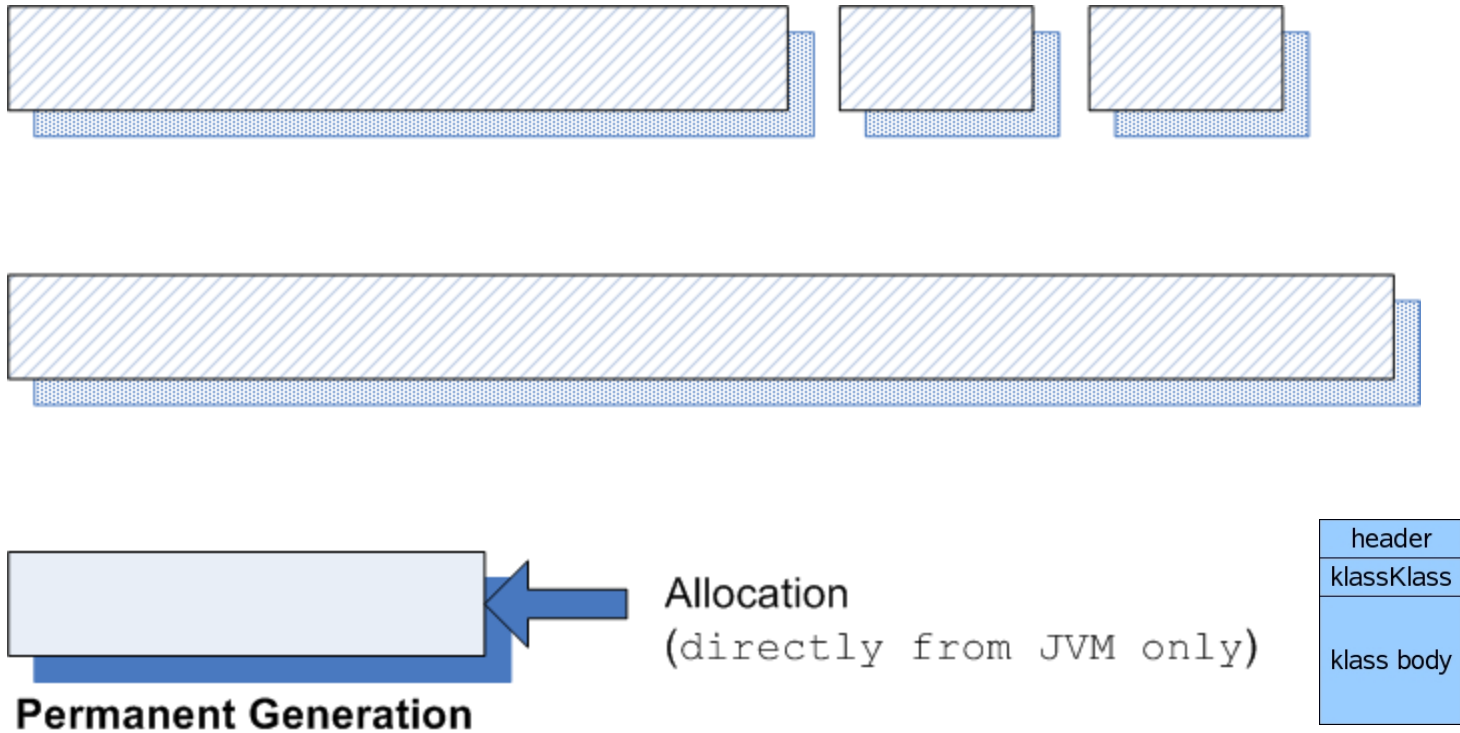 header
klassKlass
klass body
Allocation
(directly from JVM only)
Permanent Generation